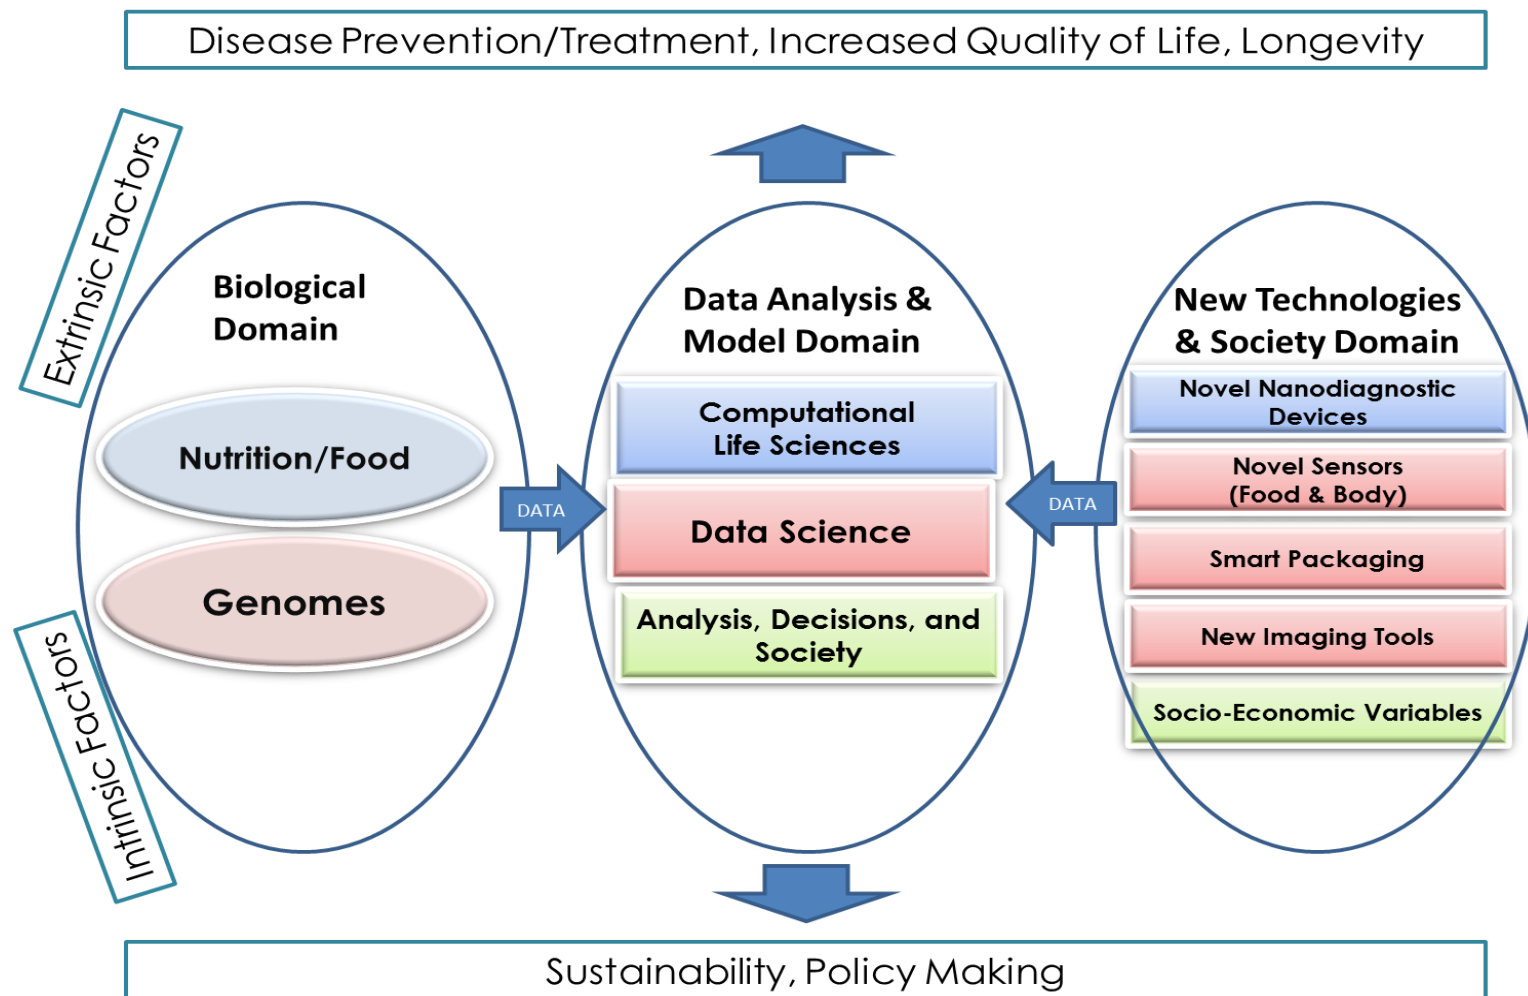 Disease Prevention/Treatment, Increased Quality of Life, Longevity
Extrinsic Factors
Biological
Domain
Nutrition/Food
Genomes
Intrinsic Factors
DATA
Data Analysis &
Model Domain
Computational
Life Sciences
Data Science
Analysis, Decisions, and
Society
DATA
New Technologies
& Society Domain
Novel Nanodiagnostic
Devices
Novel Sensors
(Food & Body)
Smart Packaging
New Imaging Tools
Socio-Economic Variables
Sustainability, Policy Making